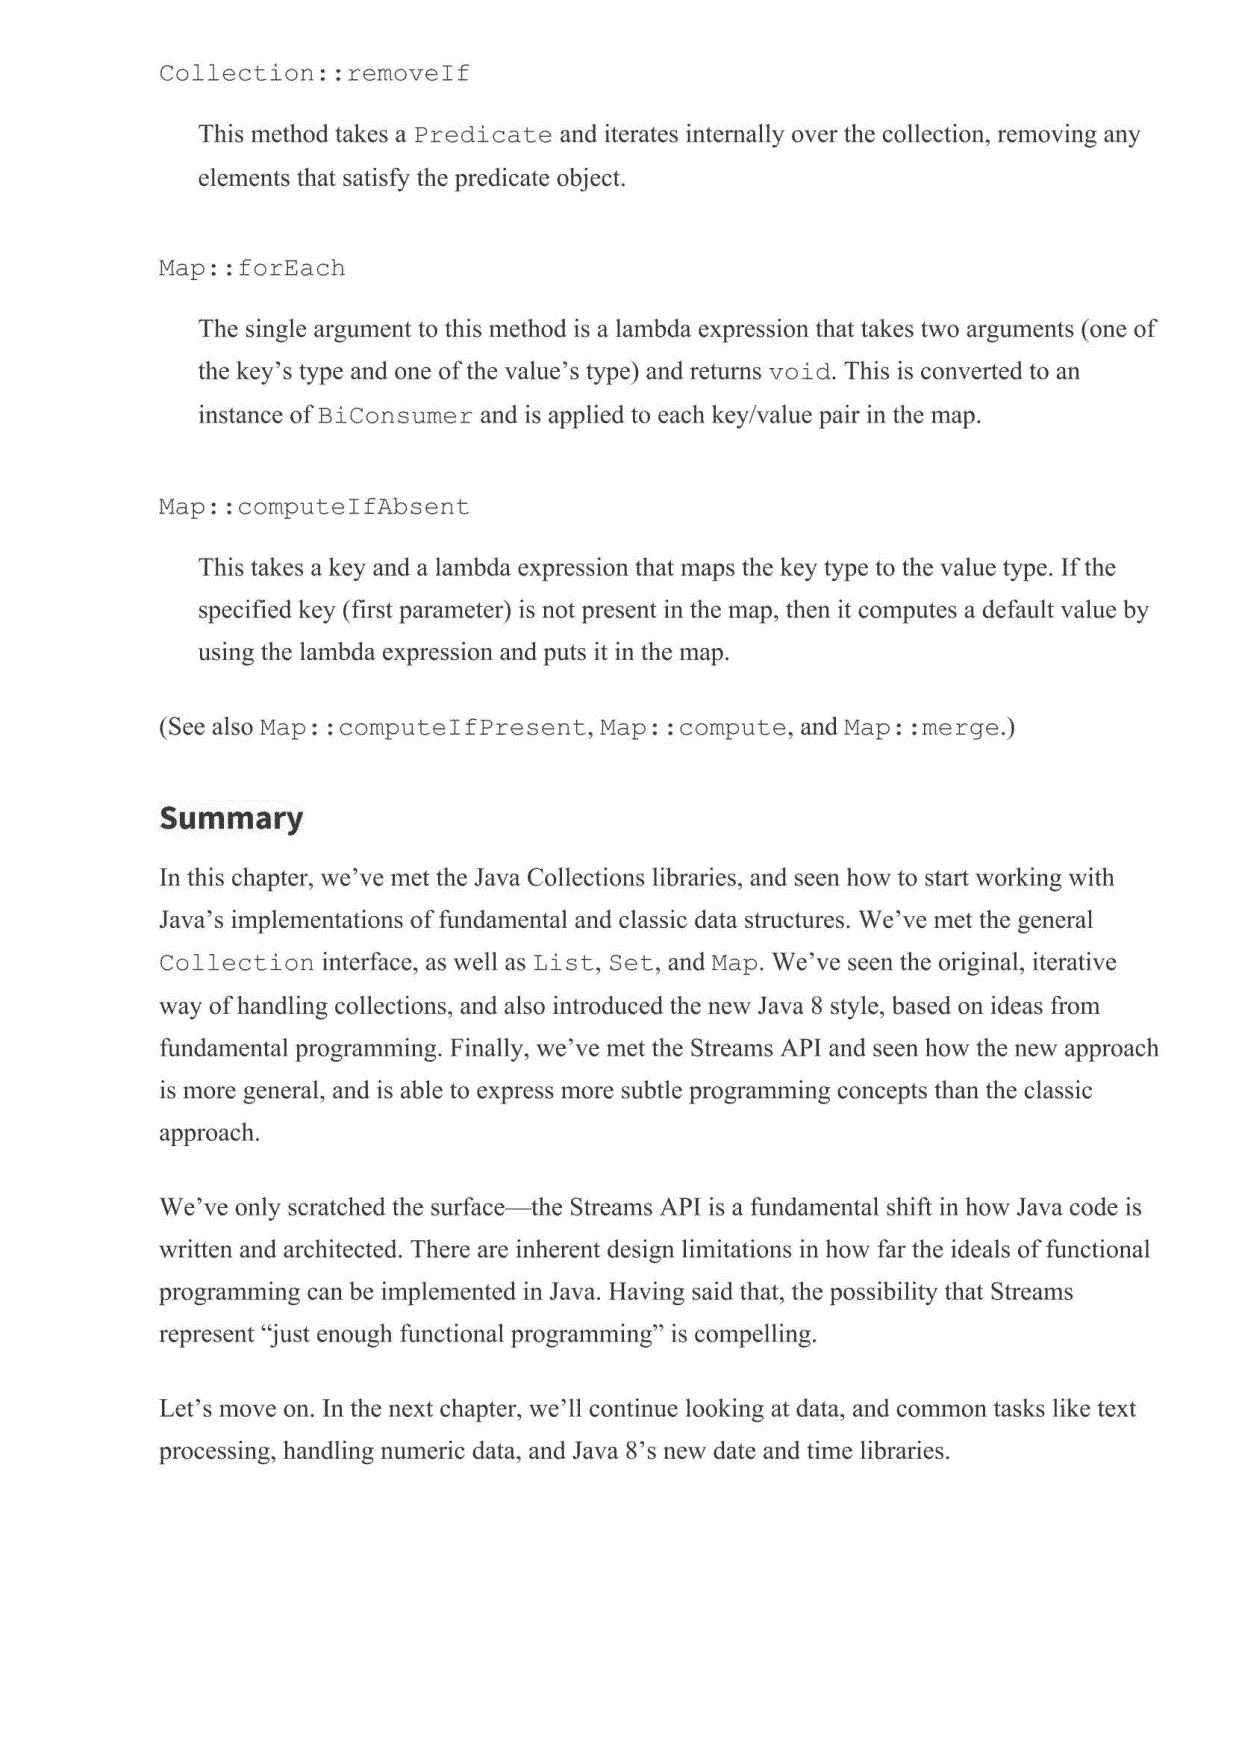 Collection::removeIf
This method takes a Predicate and iterates internally over the collection, removing any
elements that satisfy the predicate object.
Map::forEach
The single argument to this method is a lambda expression that takes two arguments (one of
the key’s type and one of the value’s type) and returns void. This is converted to an
instance of BiConsumer and is applied to each key/value pair in the map.
Map::computeIfAbsent
This takes a key and a lambda expression that maps the key type to the value type. If the
specified key (first parameter) is not present in the map, then it computes a default value by
using the lambda expression and puts it in the map.
(See also Map::computeIfPresent, Map::compute, and Map::merge.)
Summary
In this chapter, we’ve met the Java Collections libraries, and seen how to start working with
Java’s implementations of fundamental and classic data structures. We’ve met the general
Collection interface, as well as List, Set, and Map. We’ve seen the original, iterative
way of handling collections, and also introduced the new Java 8 style, based on ideas from
fundamental programming. Finally, we’ve met the Streams API and seen how the new approach
is more general, and is able to express more subtle programming concepts than the classic
approach.
We’ve only scratched the surface—the Streams API is a fundamental shift in how Java code is
written and architected. There are inherent design limitations in how far the ideals of functional
programming can be implemented in Java. Having said that, the possibility that Streams
represent “just enough functional programming” is compelling.
Let’s move on. In the next chapter, we’ll continue looking at data, and common tasks like text
processing, handling numeric data, and Java 8’s new date and time libraries.